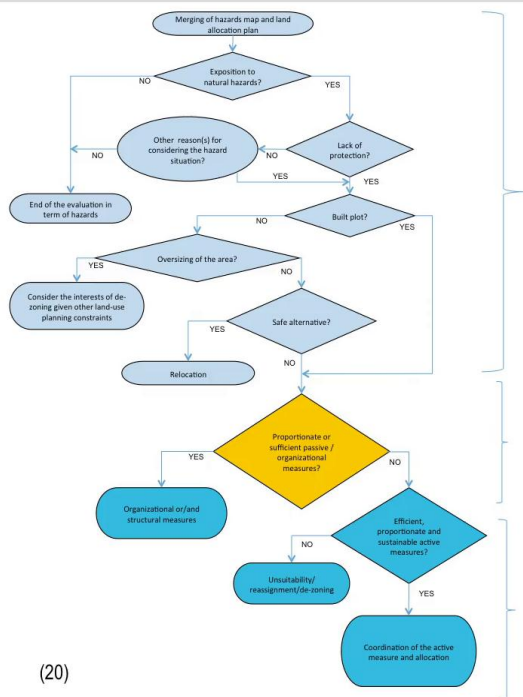 Merging of hazards map and land
allocation plan
Exposition to
natural hazards?
NO
YES
Other reason(s) for
considering the hazard
situation?
Lack of
protection?
NO
NO
YES
YES
End of the evaluation in
term of hazards
Built plot?
NO
YES
Oversizing of the area?
YES
NO
Consider the interests of de-
zoning given other land-use
planning constraints
Safe alternative?
YES
NO
Relocation
Proportionate or
sufficient passive /
organizational
measures?
YES
NO
Organizational or/and
structural measures
Efficient,
proportionate and
sustainable active
measures?
NO
Unsuitability/
reassignment/de-zoning
YES
Coordination of the active
measure and allocation
(20)